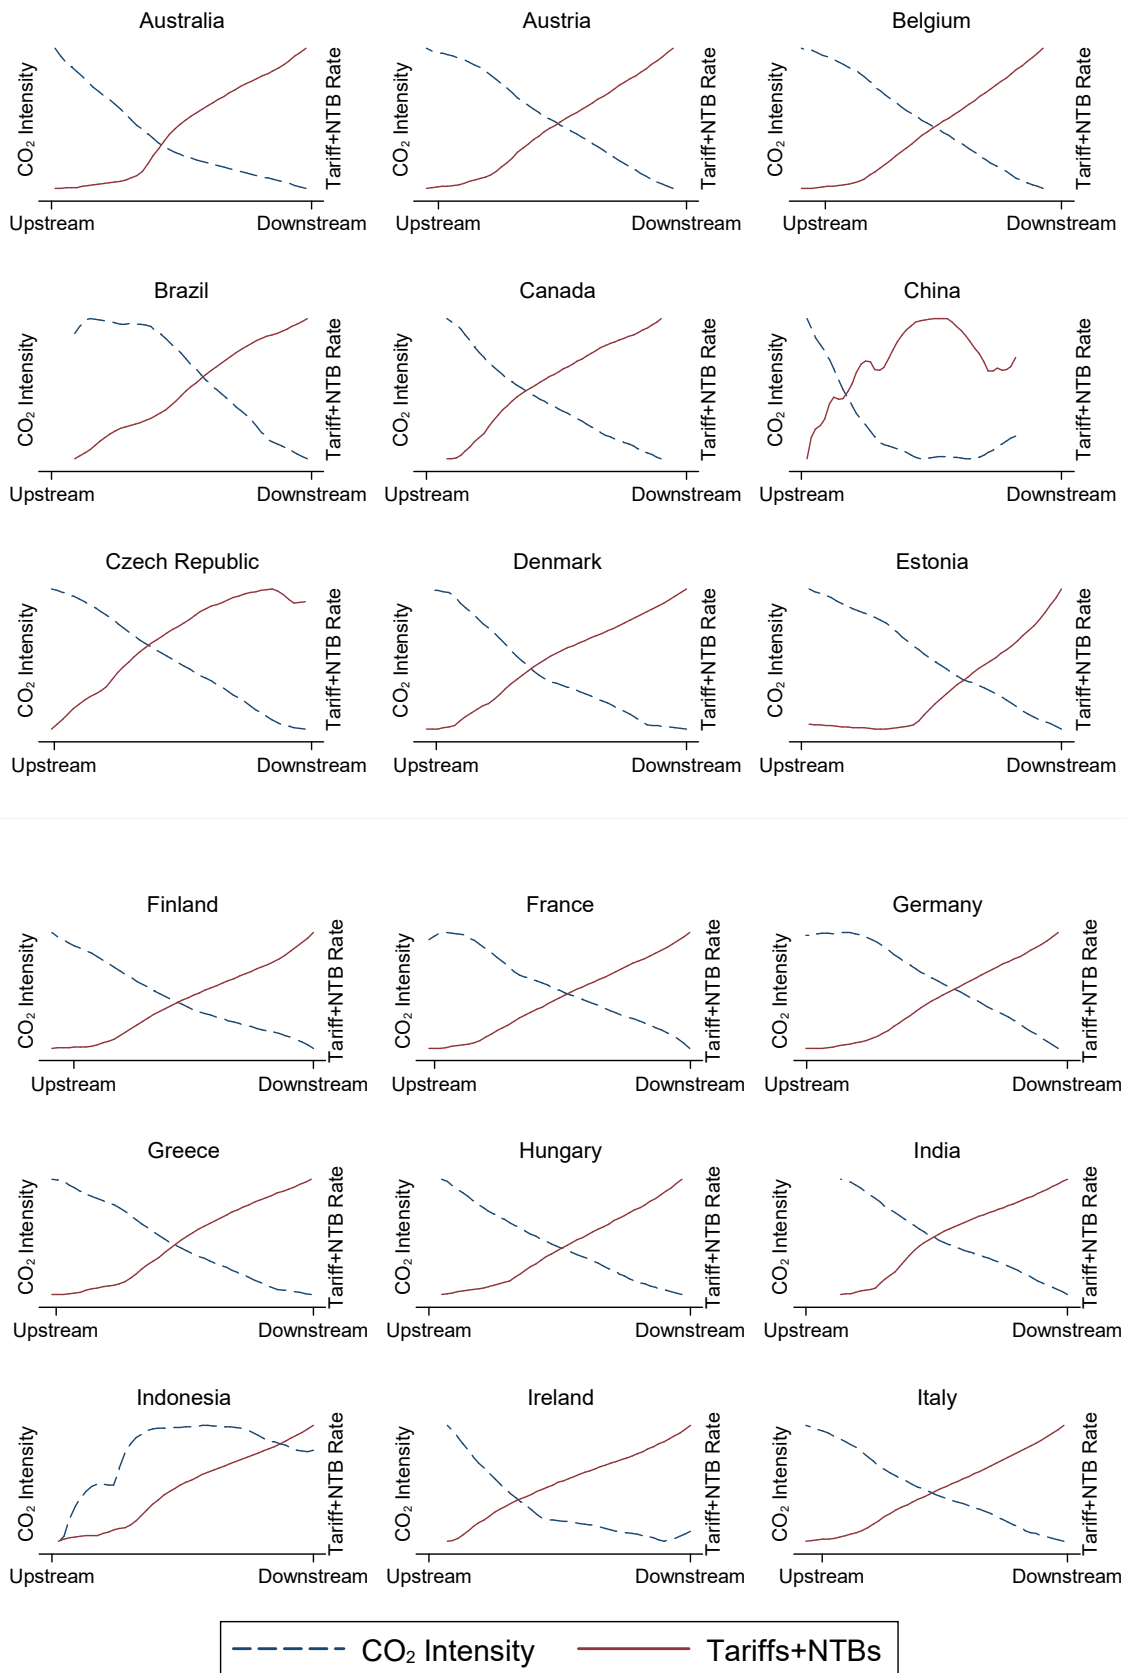 Australia Austria Belgium
CO₂ Intensity Tariff+NTB Rate CO₂ Intensity Tariff+NTB Rate CO₂ Intensity Tariff+NTB Rate
Upstream Downstream Upstream Downstream Upstream Downstream
Brazil Canada China
CO₂ Intensity Tariff+NTB Rate CO₂ Intensity Tariff+NTB Rate CO₂ Intensity Tariff+NTB Rate
Upstream Downstream Upstream Downstream Upstream Downstream
Czech Republic Denmark Estonia
CO₂ Intensity Tariff+NTB Rate CO₂ Intensity Tariff+NTB Rate CO₂ Intensity Tariff+NTB Rate
Upstream Downstream Upstream Downstream Upstream Downstream
Finland France Germany
CO₂ Intensity Tariff+NTB Rate CO₂ Intensity Tariff+NTB Rate CO₂ Intensity Tariff+NTB Rate
Upstream Downstream Upstream Downstream Upstream Downstream
Greece Hungary India
CO₂ Intensity Tariff+NTB Rate CO₂ Intensity Tariff+NTB Rate CO₂ Intensity Tariff+NTB Rate
Upstream Downstream Upstream Downstream Upstream Downstream
Indonesia Ireland Italy
CO₂ Intensity Tariff+NTB Rate CO₂ Intensity Tariff+NTB Rate CO₂ Intensity Tariff+NTB Rate
Upstream Downstream Upstream Downstream Upstream Downstream
CO₂ Intensity Tariffs+NTBs